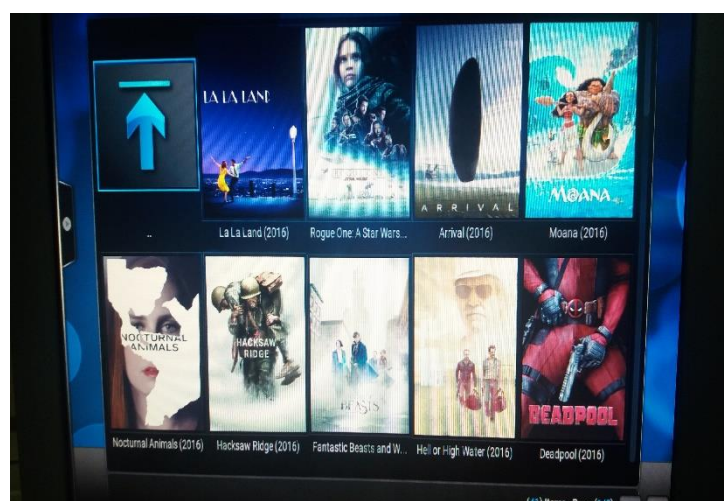 LA LA LAND
ARRIVAL
MOANA
..
La La Land (2016)
Rogue One: A Star Wars...
Arrival (2016)
Moana (2016)
NOCTURNAL
ANIMALS
HACKSAW
RIDGE
BEASTS
DEADPOOL
Nocturnal Animals (2016)
Hacksaw Ridge (2016)
Fantastic Beasts and W...
Hell or High Water (2016)
Deadpool (2016)